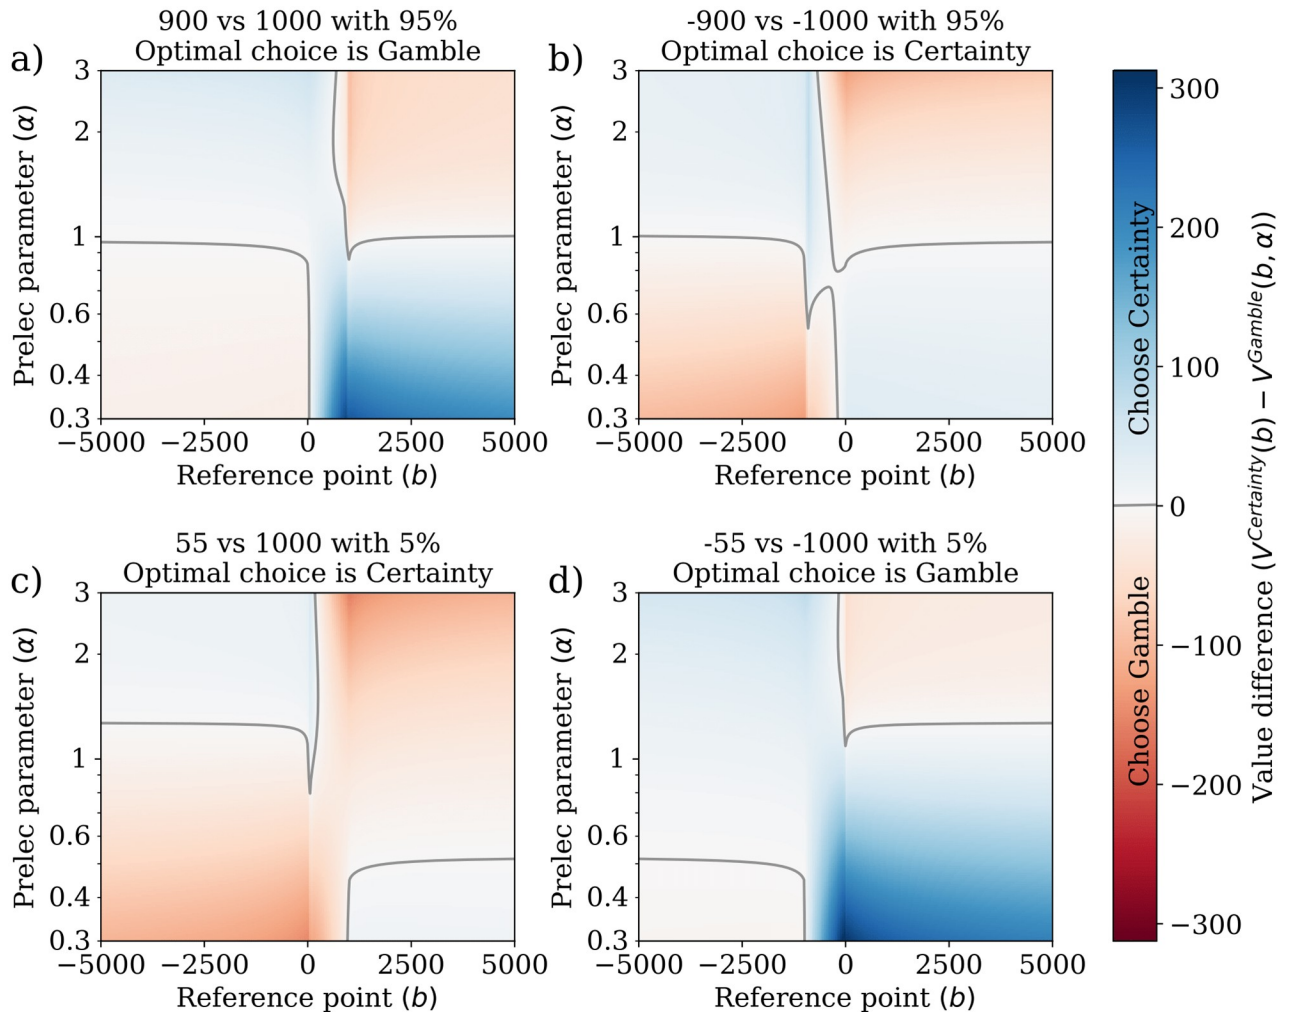 a)
900 vs 1000 with 95%
Optimal choice is Gamble
Prelec parameter (α)
3
2
1
0.6
0.4
0.3
−5000 −2500 0 2500 5000
Reference point (b)
b)
-900 vs -1000 with 95%
Optimal choice is Certainty
Prelec parameter (α)
3
2
1
0.6
0.4
0.3
−5000 −2500 0 2500 5000
Reference point (b)
c)
55 vs 1000 with 5%
Optimal choice is Certainty
Prelec parameter (α)
3
2
1
0.6
0.4
0.3
−5000 −2500 0 2500 5000
Reference point (b)
d)
-55 vs -1000 with 5%
Optimal choice is Gamble
Prelec parameter (α)
3
2
1
0.6
0.4
0.3
−5000 −2500 0 2500 5000
Reference point (b)
Choose Certainty
Choose Gamble
300
200
100
0
−100
−200
−300
Value difference (V^Certainty(b) − V^Gamble(b, α))